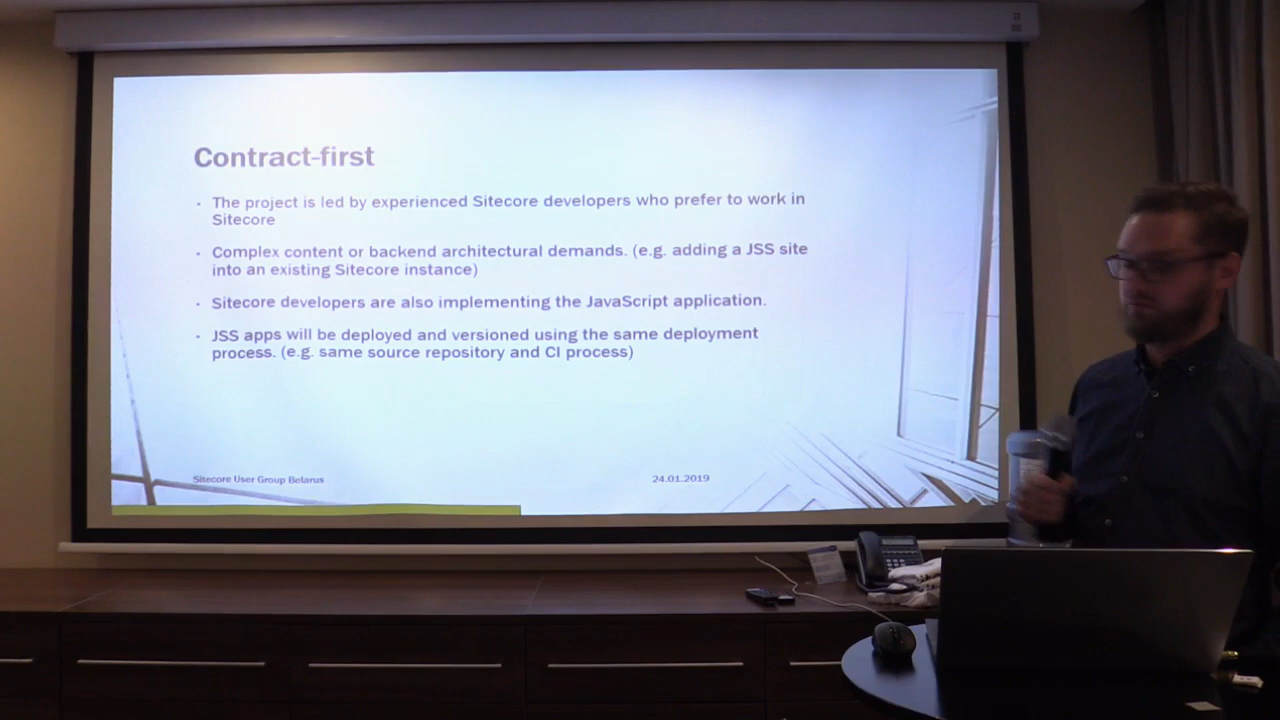 Contract-first
· The project is led by experienced Sitecore developers who prefer to work in
Sitecore
· Complex content or backend architectural demands. (e.g. adding a JSS site
into an existing Sitecore instance)
· Sitecore developers are also implementing the JavaScript application.
· JSS apps will be deployed and versioned using the same deployment
process. (e.g. same source repository and CI process)
Sitecore User Group Belarus
24.01.2019